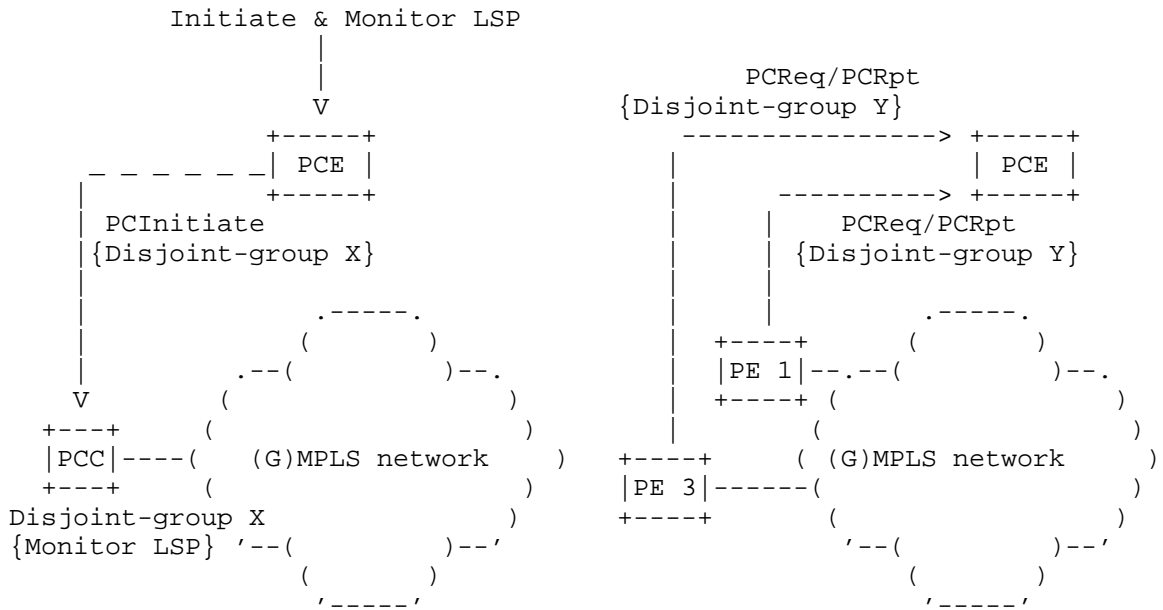 Initiate & Monitor LSP
PCReq/PCRpt
V {Disjoint-group Y}
PCE PCE
PCInitiate PCReq/PCRpt
{Disjoint-group X} {Disjoint-group Y}
PE 1
V
PCC (G)MPLS network (G)MPLS network
PE 3
Disjoint-group X
{Monitor LSP}